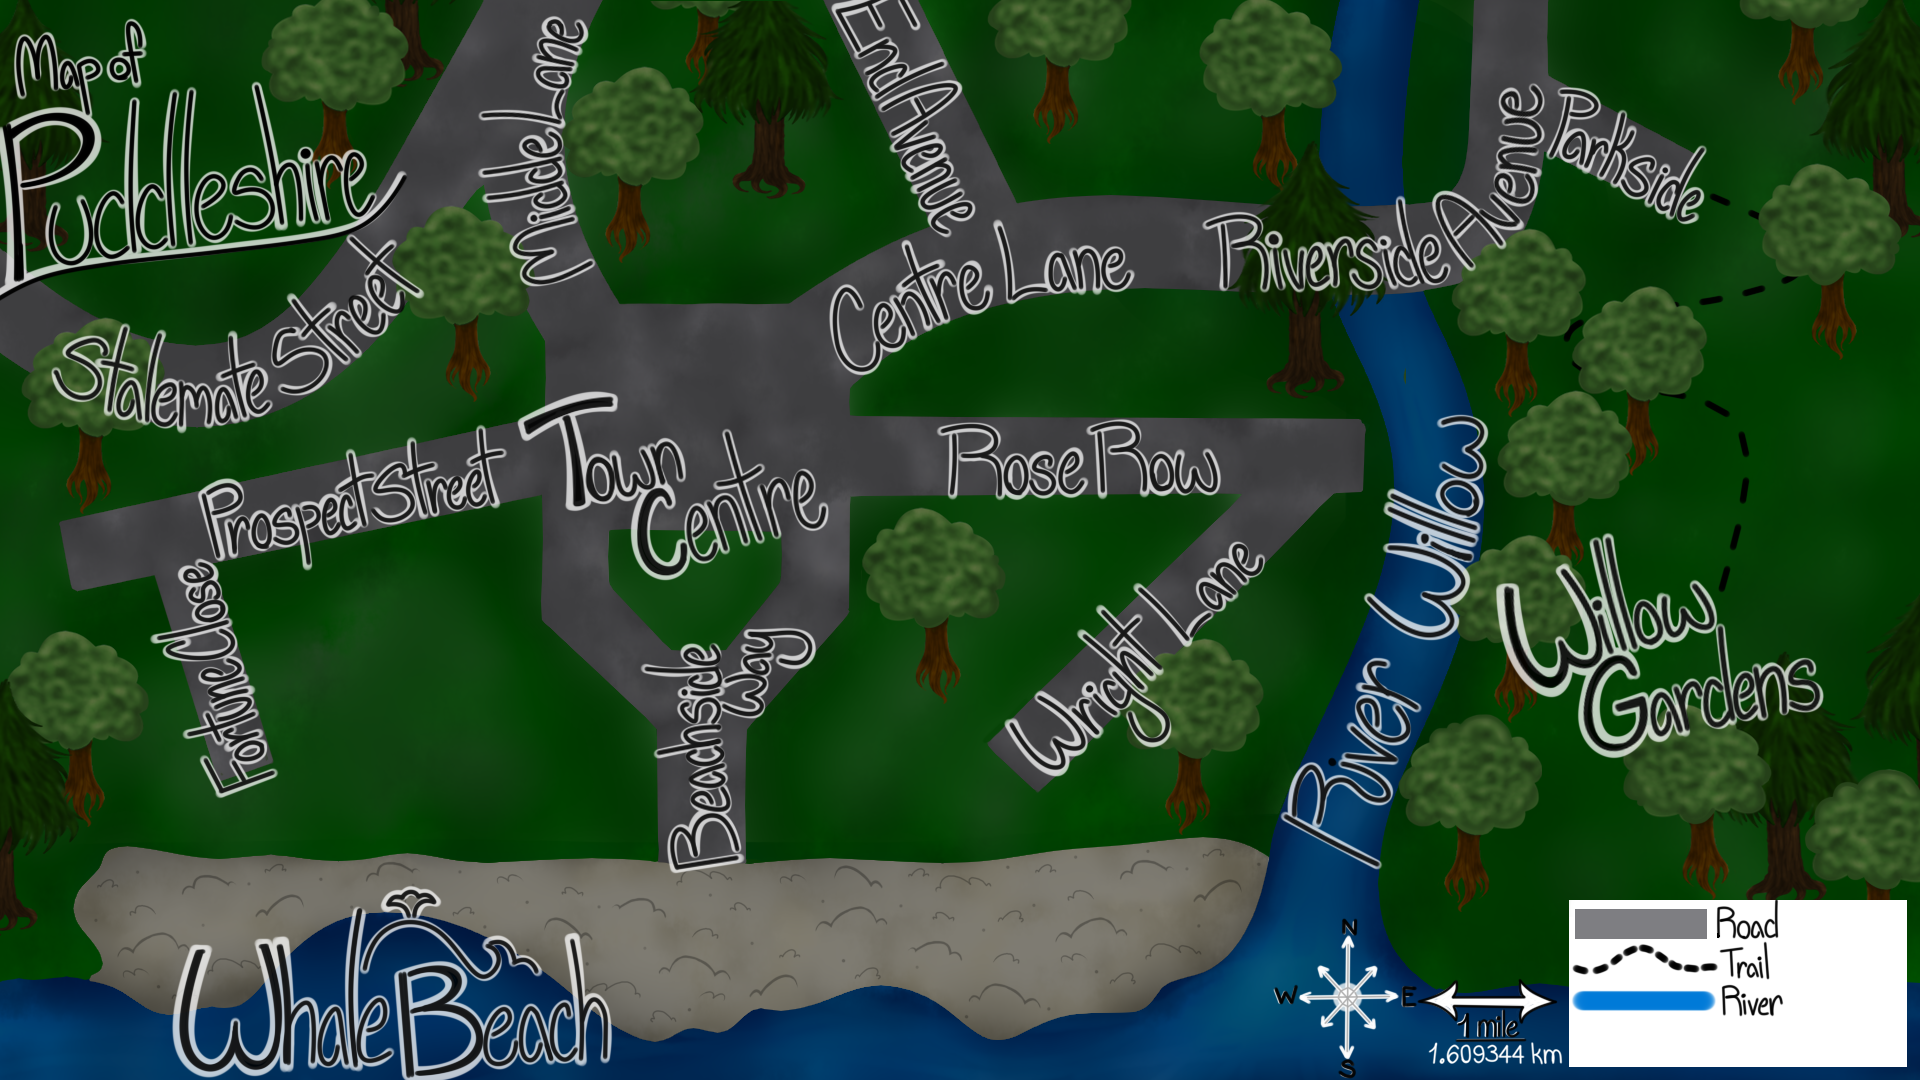 Map of
Puddleshire
Middle Lane
End Avenue
Parkside
Stalemate Street
Centre Lane
Riverside Avenue
Prospect Street
Town
Centre
Rose Row
Fortune Close
Beachside
Way
Wright Lane
River Willow
Willow
Gardens
Whale Beach
N
W
E
S
1 mile
1.609344 km
Road
Trail
River